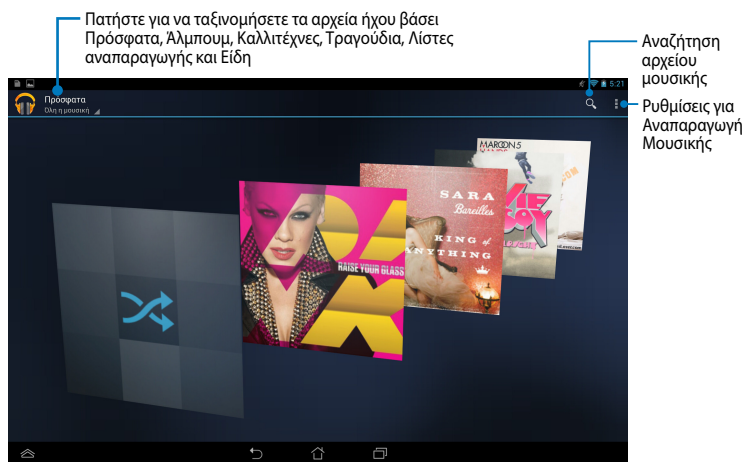 Πατήστε για να ταξινομήσετε τα αρχεία ήχου βάσει
Πρόσφατα, Άλμπουμ, Καλλιτέχνες, Τραγούδια, Λίστες
αναπαραγωγής και Είδη
Αναζήτηση
αρχείου
μουσικής
Ρυθμίσεις για
Αναπαραγωγή
Μουσικής
5:21
Πρόσφατα
Όλη η μουσική
MAROON 5
SARA
Bareilles
KING of
ANYTHING
RAISE YOUR GLASS